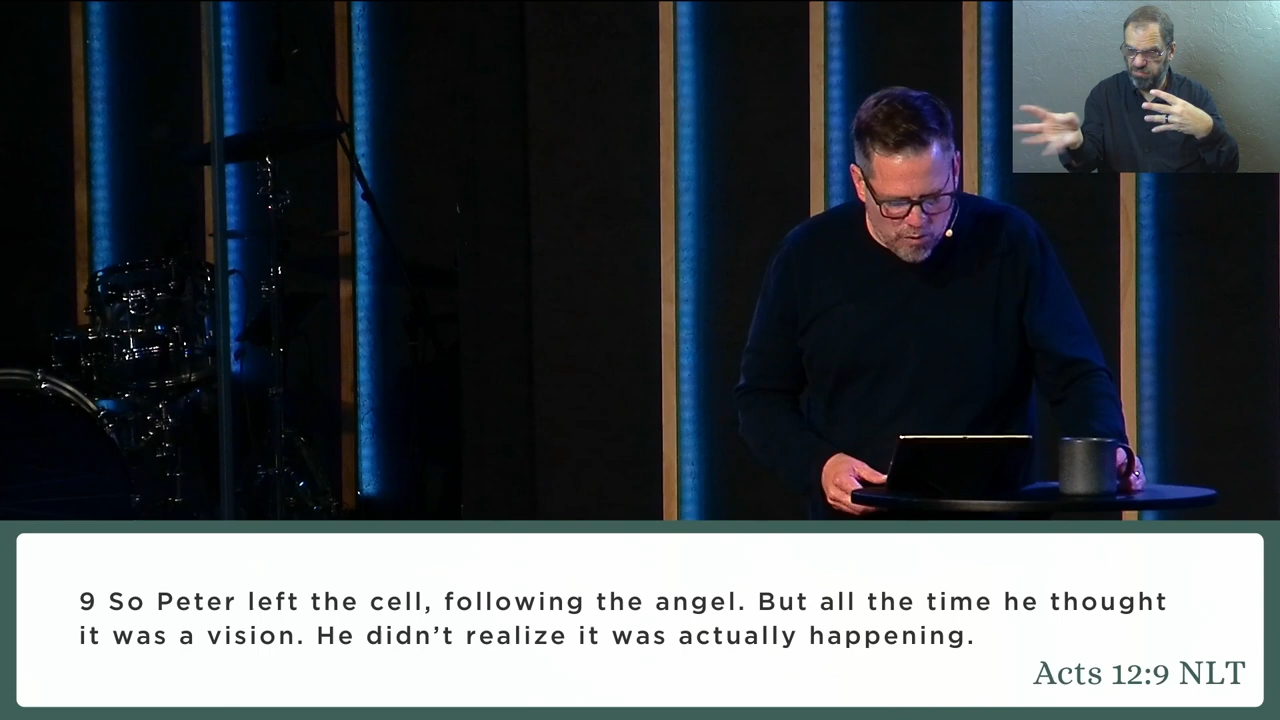 9 So Peter left the cell, following the angel. But all the time he thought
it was a vision. He didn’t realize it was actually happening.
Acts 12:9 NLT